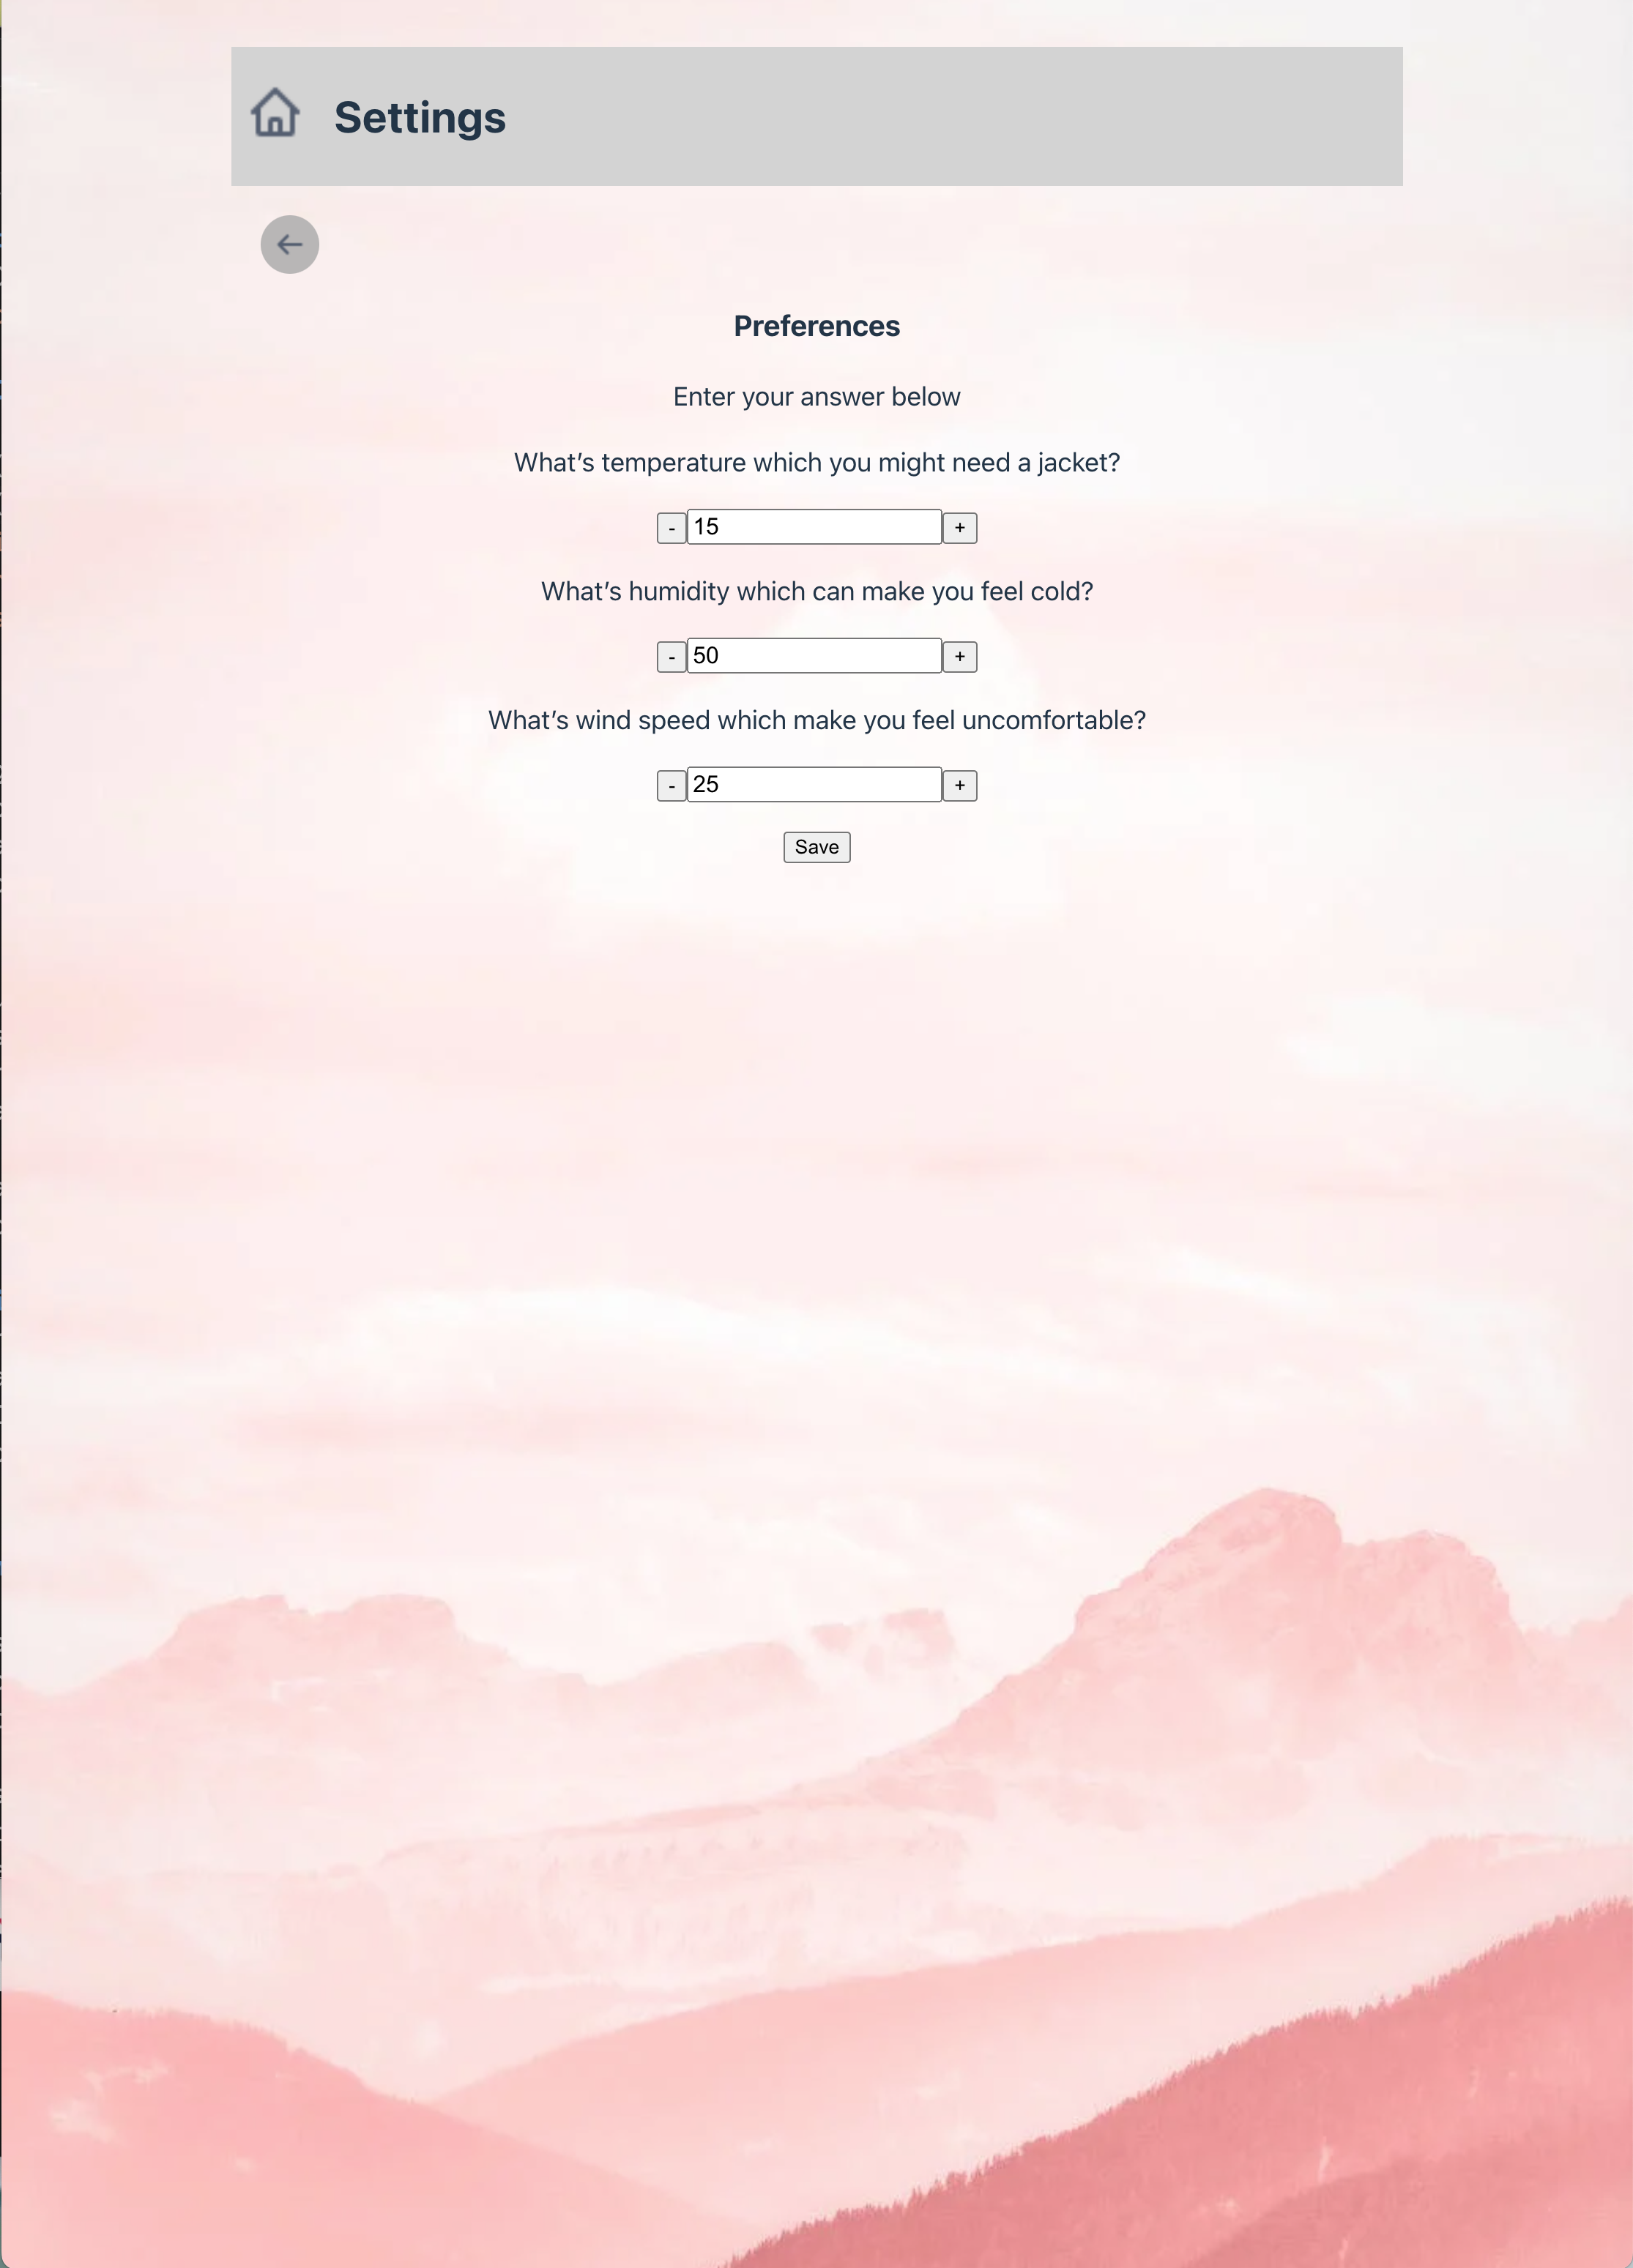 Settings
Preferences
Enter your answer below
What's temperature which you might need a jacket?
- 15 +
What's humidity which can make you feel cold?
- 50 +
What's wind speed which make you feel uncomfortable?
- 25 +
Save